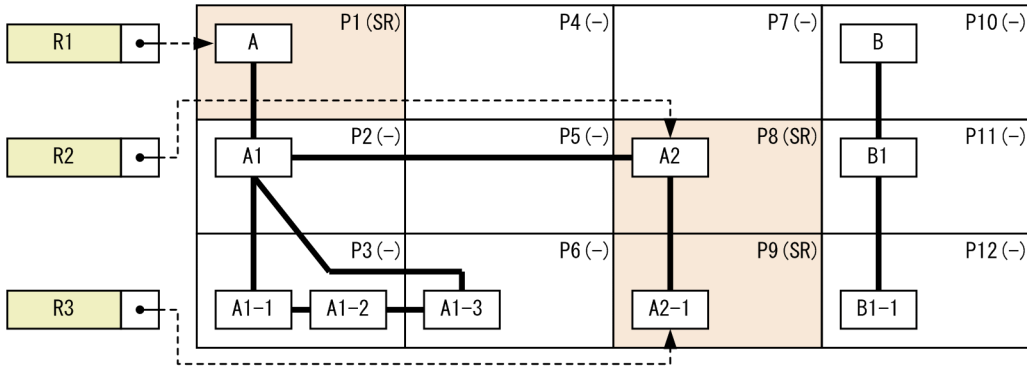 R1
A
P1(SR)
P4(-)
P7(-)
B
P10(-)
R2
A1
P2(-)
P5(-)
A2
P8(SR)
B1
P11(-)
R3
A1-1
A1-2
P3(-)
A1-3
P6(-)
A2-1
P9(SR)
B1-1
P12(-)